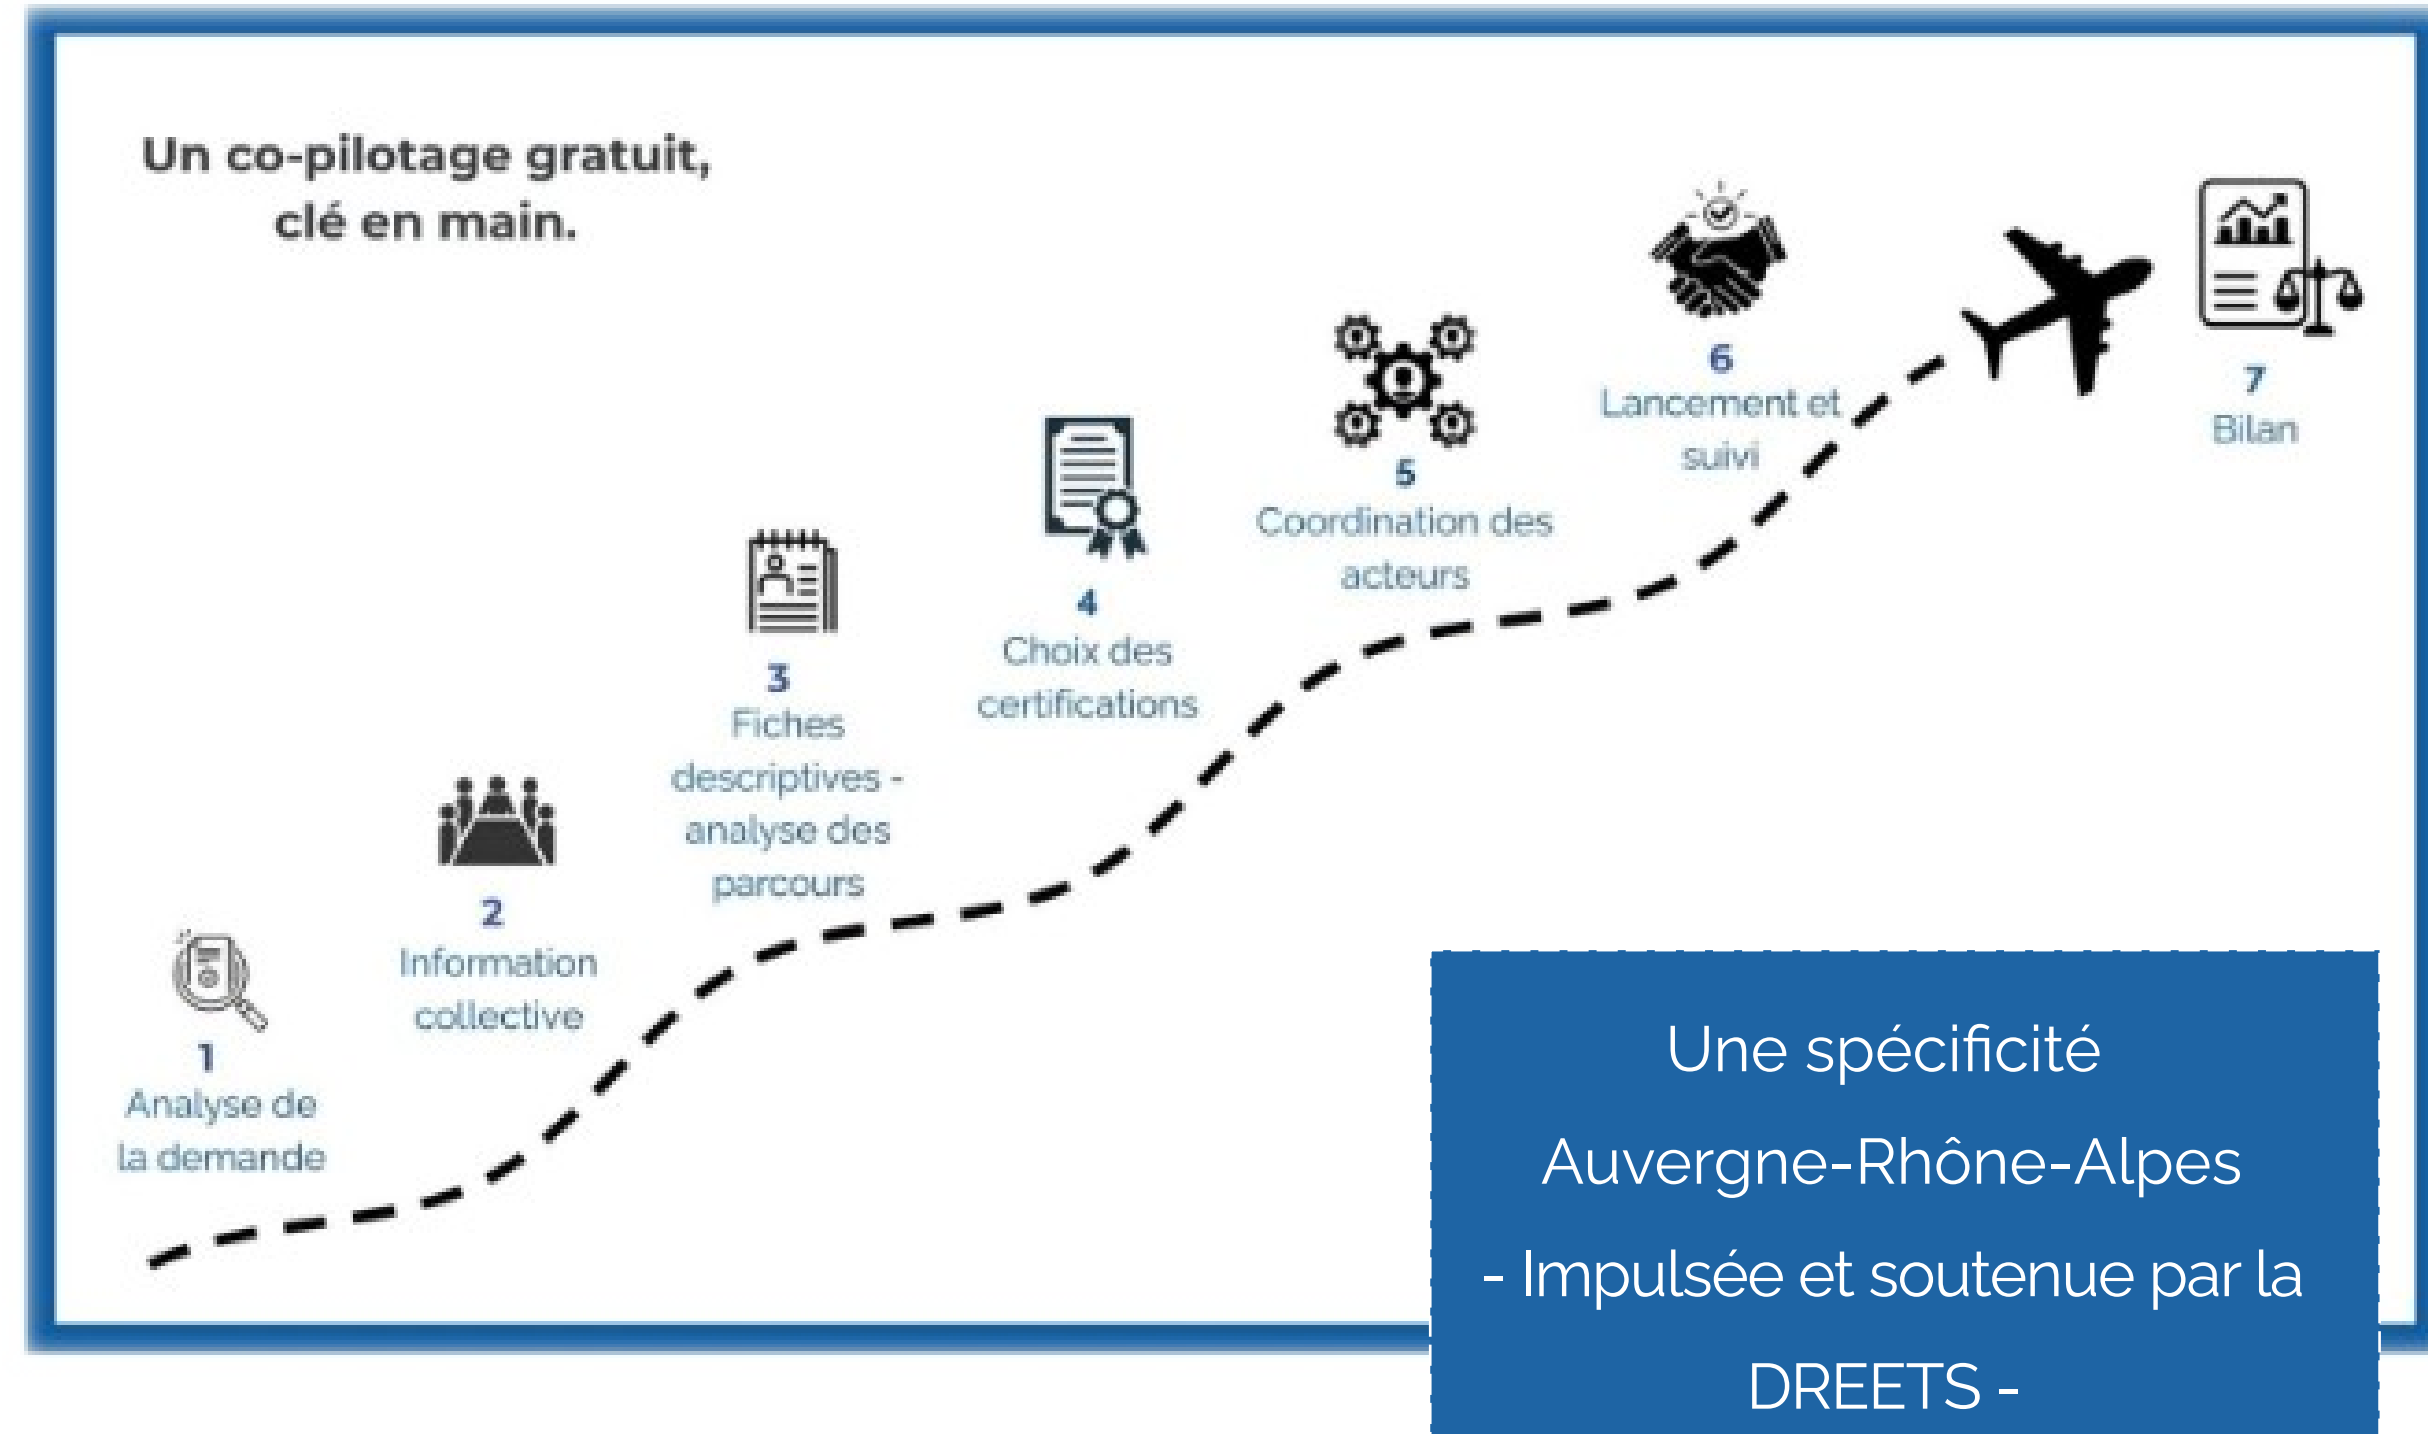 Un co-pilotage gratuit,
clé en main.
1
Analyse de
la demande
2
Information
collective
3
Fiches
descriptives -
analyse des
parcours
4
Choix des
certifications
5
Coordination des
acteurs
6
Lancement et
suivi
7
Bilan
Une spécificité
Auvergne-Rhône-Alpes
- Impulsée et soutenue par la
DREETS -